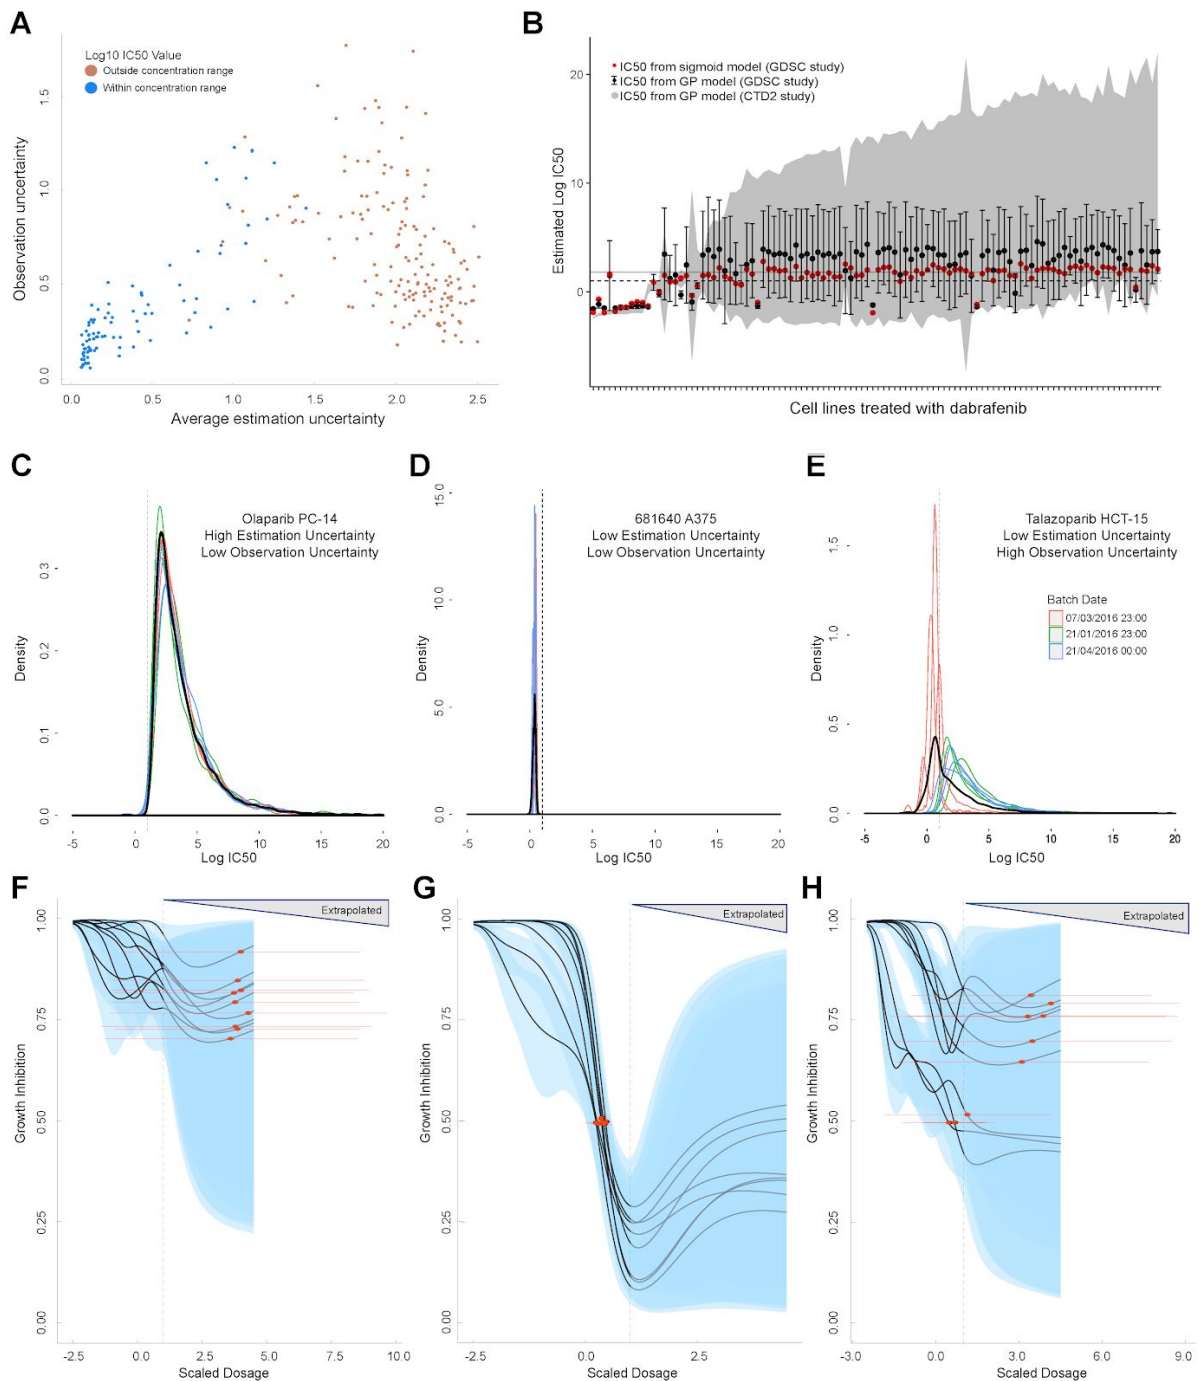 A
Log10 IC50 Value
Outside concentration range
Within concentration range
Observation uncertainty
1.5
1.0
0.5
0.0
0.0 0.5 1.0 1.5 2.0 2.5
Average estimation uncertainty
B
IC50 from sigmoid model (GDSC study)
IC50 from GP model (GDSC study)
IC50 from GP model (CTD2 study)
Estimated Log IC50
20
10
0
Cell lines treated with dabrafenib
C
Olaparib PC-14
High Estimation Uncertainty
Low Observation Uncertainty
Density
0.3
0.2
0.1
0.0
-5 0 5 10 15 20
Log IC50
D
681640 A375
Low Estimation Uncertainty
Low Observation Uncertainty
Density
15.0
10.0
5.0
0.0
-5 0 5 10 15 20
Log IC50
E
Talazoparib HCT-15
Low Estimation Uncertainty
High Observation Uncertainty
Batch Date
07/03/2016 23:00
21/01/2016 23:00
21/04/2016 00:00
Density
1.5
1.0
0.5
0.0
-5 0 5 10 15 20
Log IC50
F
Extrapolated
Growth Inhibition
1.00
0.75
0.50
0.25
0.00
-2.5 0.0 2.5 5.0 7.5 10.0
Scaled Dosage
G
Extrapolated
Growth Inhibition
1.00
0.75
0.50
0.25
0.00
-2.5 0.0 2.5
Scaled Dosage
H
Extrapolated
Growth Inhibition
1.00
0.75
0.50
0.25
0.00
-3.0 0.0 3.0 6.0 9.0
Scaled Dosage